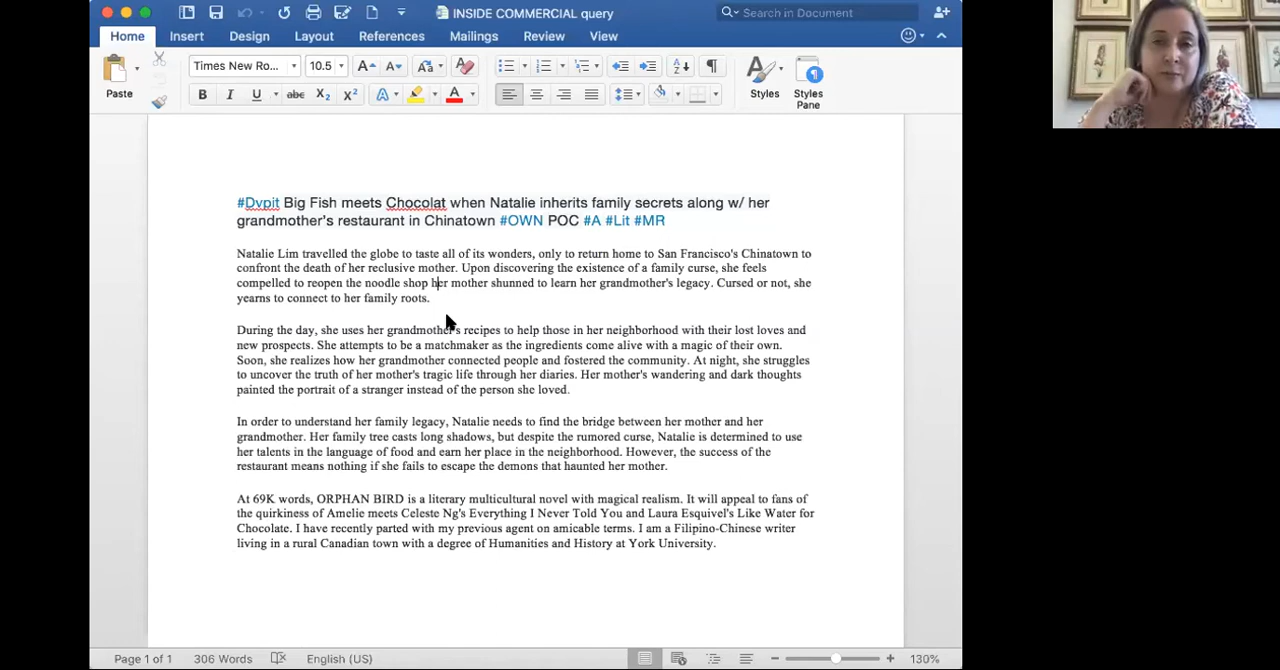 INSIDE COMMERCIAL query
Search in Document
Home Insert Design Layout References Mailings Review View
Times New Ro... 10.5
Paste
Styles Styles Pane
#Dvpit Big Fish meets Chocolat when Natalie inherits family secrets along w/ her
grandmother's restaurant in Chinatown #OWN POC #A #Lit #MR
Natalie Lim travelled the globe to taste all of its wonders, only to return home to San Francisco's Chinatown to
confront the death of her reclusive mother. Upon discovering the existence of a family curse, she feels
compelled to reopen the noodle shop her mother shunned to learn her grandmother's legacy. Cursed or not, she
yearns to connect to her family roots.
During the day, she uses her grandmother's recipes to help those in her neighborhood with their lost loves and
new prospects. She attempts to be a matchmaker as the ingredients come alive with a magic of their own.
Soon, she realizes how her grandmother connected people and fostered the community. At night, she struggles
to uncover the truth of her mother's tragic life through her diaries. Her mother's wandering and dark thoughts
painted the portrait of a stranger instead of the person she loved.
In order to understand her family legacy, Natalie needs to find the bridge between her mother and her
grandmother. Her family tree casts long shadows, but despite the rumored curse, Natalie is determined to use
her talents in the language of food and earn her place in the neighborhood. However, the success of the
restaurant means nothing if she fails to escape the demons that haunted her mother.
At 69K words, ORPHAN BIRD is a literary multicultural novel with magical realism. It will appeal to fans of
the quirkiness of Amelie meets Celeste Ng's Everything I Never Told You and Laura Esquivel's Like Water for
Chocolate. I have recently parted with my previous agent on amicable terms. I am a Filipino-Chinese writer
living in a rural Canadian town with a degree of Humanities and History at York University.
Page 1 of 1 306 Words English (US) 130%